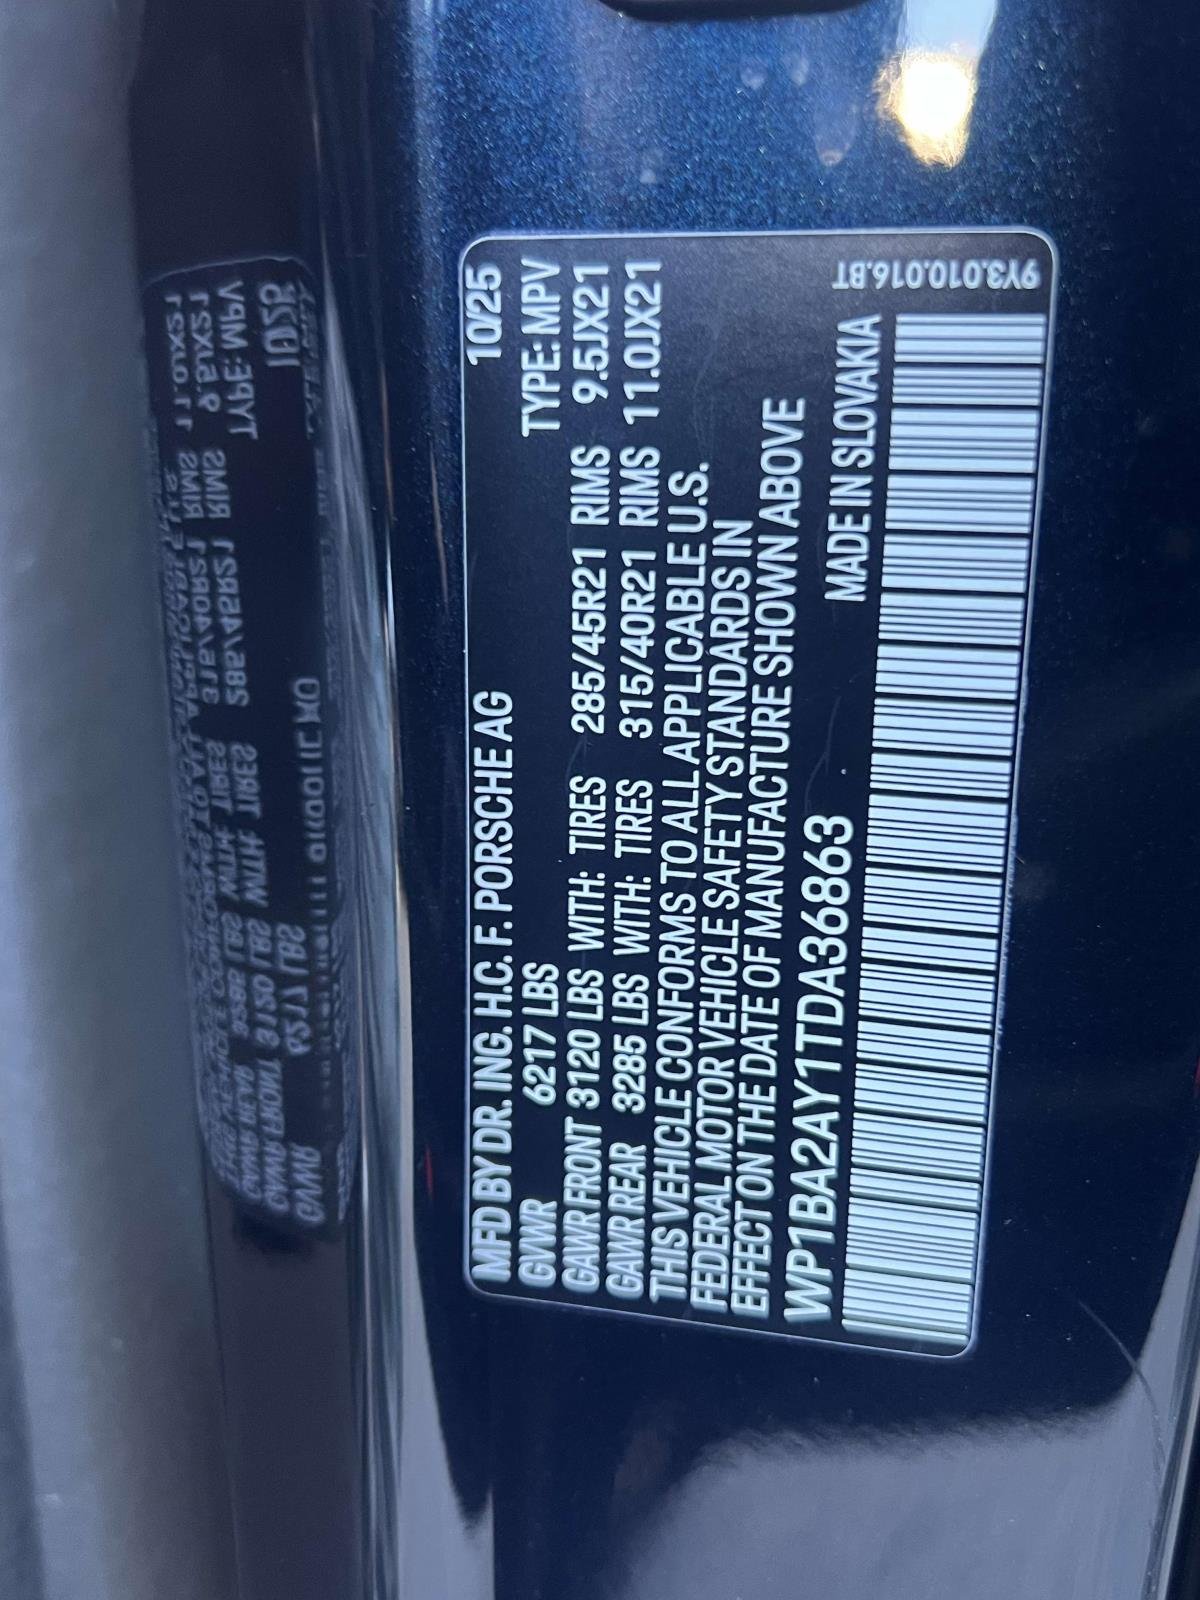 MFD BY DR. ING. H.C. F. PORSCHE AG 10/25
GVWR 6217 LBS TYPE: MPV
GAWR FRONT 3120 LBS WITH: TIRES 285/45R21 RIMS 9.5JX21
GAWR REAR 3285 LBS WITH: TIRES 315/40R21 RIMS 11.0JX21
THIS VEHICLE CONFORMS TO ALL APPLICABLE U.S.
FEDERAL MOTOR VEHICLE SAFETY STANDARDS IN
EFFECT ON THE DATE OF MANUFACTURE SHOWN ABOVE
WP1BA2AY1TDA36863 MADE IN SLOVAKIA
9Y3.010.016.BT